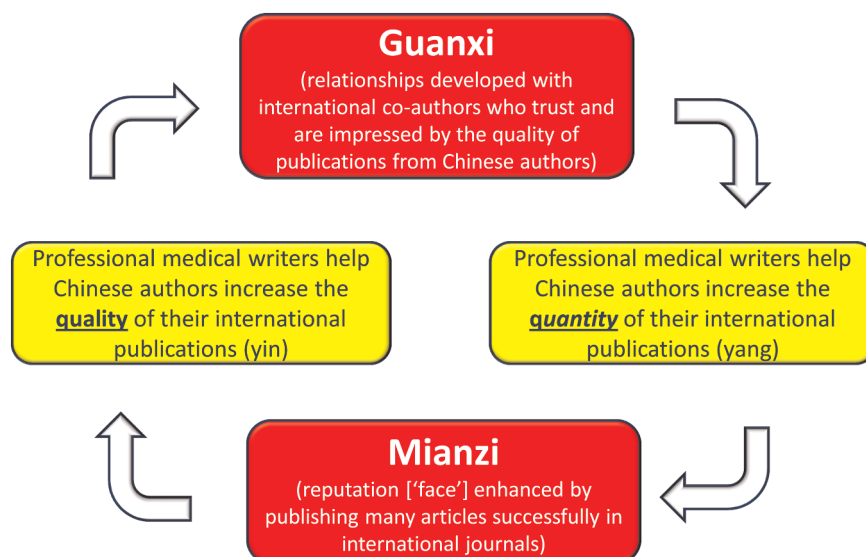 Guanxi
(relationships developed with
international co-authors who trust and
are impressed by the quality of
publications from Chinese authors)
Professional medical writers help
Chinese authors increase the
quality of their international
publications (yin)
Professional medical writers help
Chinese authors increase the
quantity of their international
publications (yang)
Mianzi
(reputation [‘face’] enhanced by
publishing many articles successfully in
international journals)